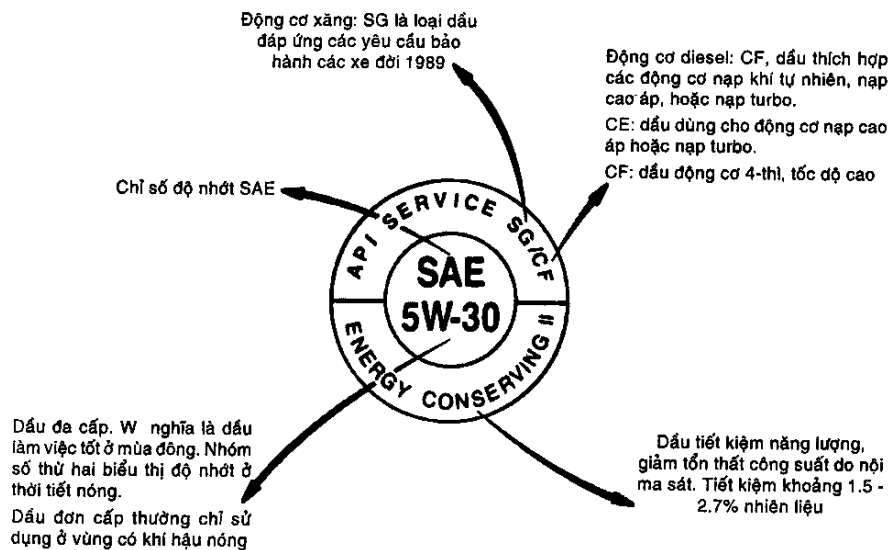 Động cơ xăng: SG là loại dầu
đáp ứng các yêu cầu bảo
hành các xe đời 1989
Động cơ diesel: CF, dầu thích hợp
các động cơ nạp khí tự nhiên, nạp
cao áp, hoặc nạp turbo.
CE: dầu dùng cho động cơ nạp cao
áp hoặc nạp turbo.
CF: dầu động cơ 4-thì, tốc độ cao
Chỉ số độ nhớt SAE
API SERVICE SG/CF
SAE
5W-30
ENERGY CONSERVING II
Dầu đa cấp. W nghĩa là dầu
làm việc tốt ở mùa đông. Nhóm
số thứ hai biểu thị độ nhớt ở
thời tiết nóng.
Dầu đơn cấp thường chỉ sử
dụng ở vùng có khí hậu nóng
Dầu tiết kiệm năng lượng,
giảm tổn thất công suất do nội
ma sát. Tiết kiệm khoảng 1.5 -
2.7% nhiên liệu